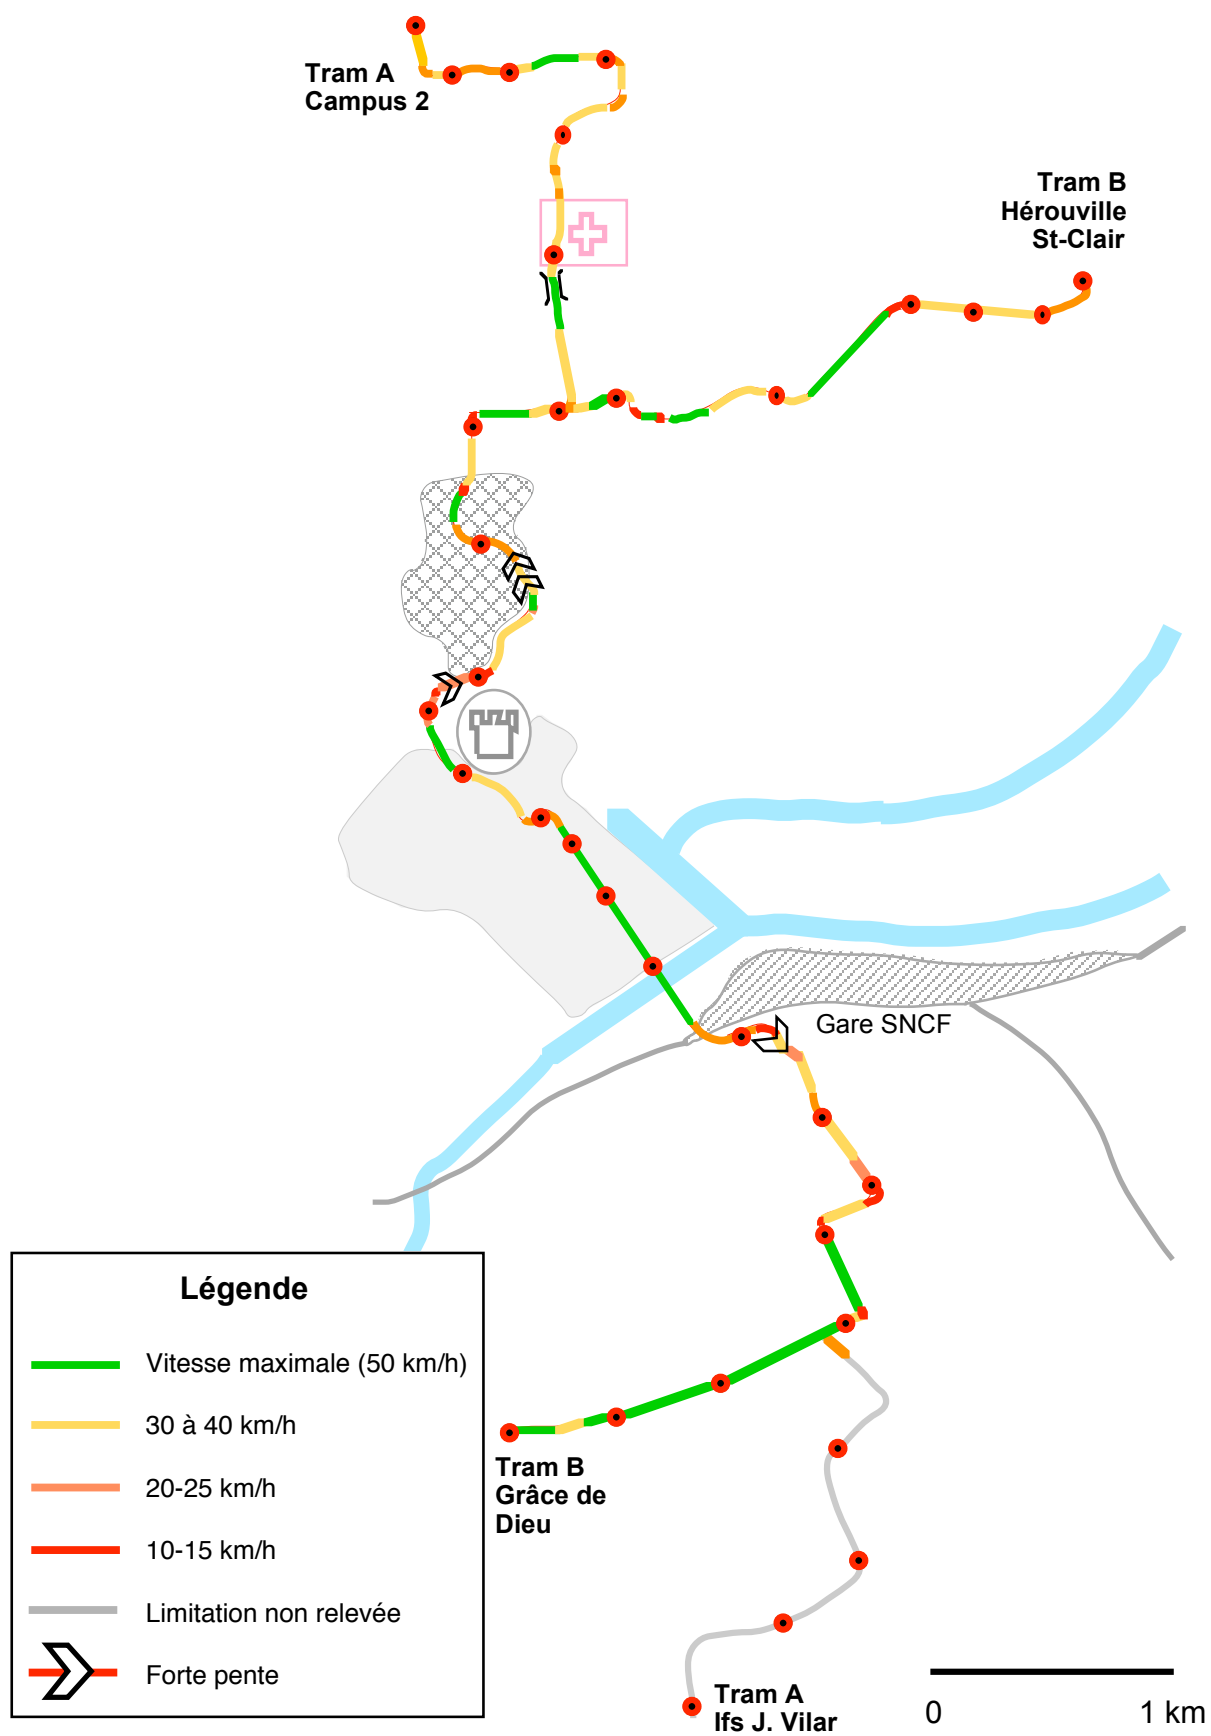 Tram A
Campus 2
Tram B
Hérouville
St-Clair
Gare SNCF
Légende
Vitesse maximale (50 km/h)
30 à 40 km/h
20-25 km/h
10-15 km/h
Limitation non relevée
Forte pente
Tram B
Grâce de
Dieu
Tram A
Ifs J. Vilar
0 1 km